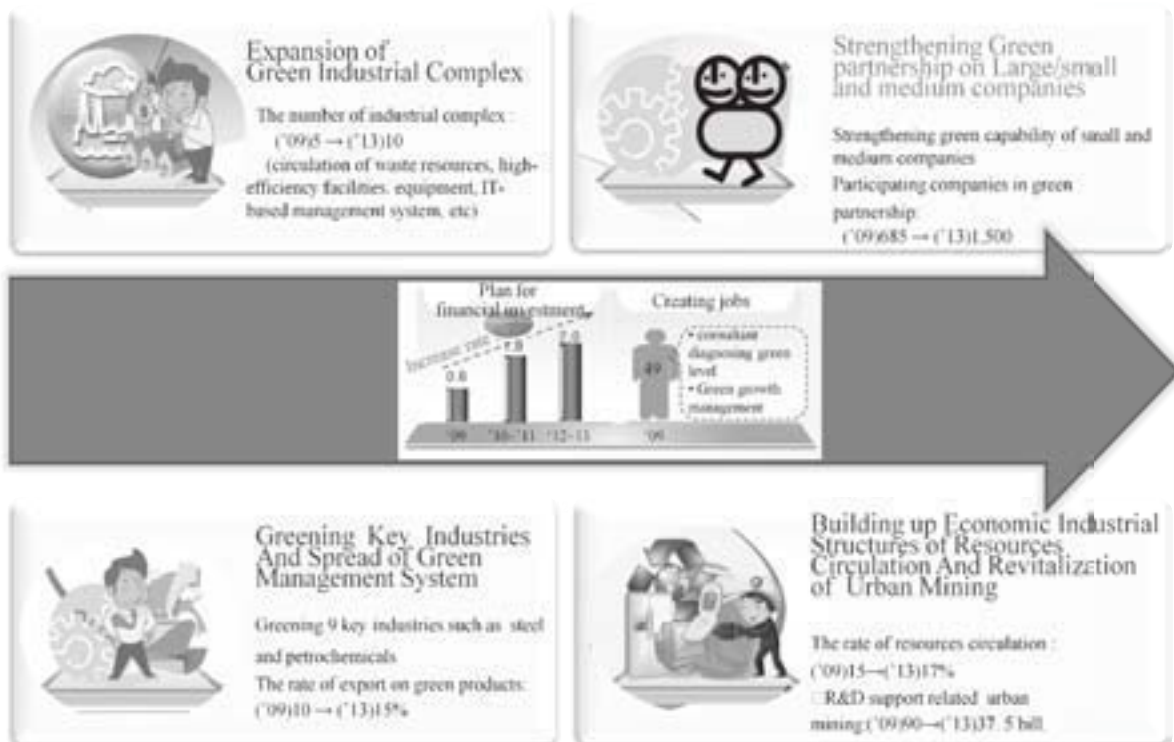 Expansion of
Green Industrial Complex
The number of industrial complex :
('09)5 → ('13)10
(circulation of waste resources, high-
efficiency facilities, equipment, IT-
based management system, etc)
Strengthening Green
partnership on Large/small
and medium companies
Strengthening green capability of small and
medium companies
Participating companies in green
partnership:
('09)685 → ('13)1,500
Plan for
financial investment
Increase rate
0.8
2.0
'09
'10~'11
'12~13
Creating jobs
• consultant
diagnosing green
level
• Green growth
management
'09
Greening Key Industries
And Spread of Green
Management System
Greening 9 key industries such as steel
and petrochemicals
The rate of export on green products:
('09)10 → ('13)15%
Building up Economic Industrial
Structures of Resources
Circulation And Revitalization
of Urban Mining
The rate of resources circulation :
('09)15→('13)17%
□R&D support related urban
mining:('09)90→('13)37. 5 bill.